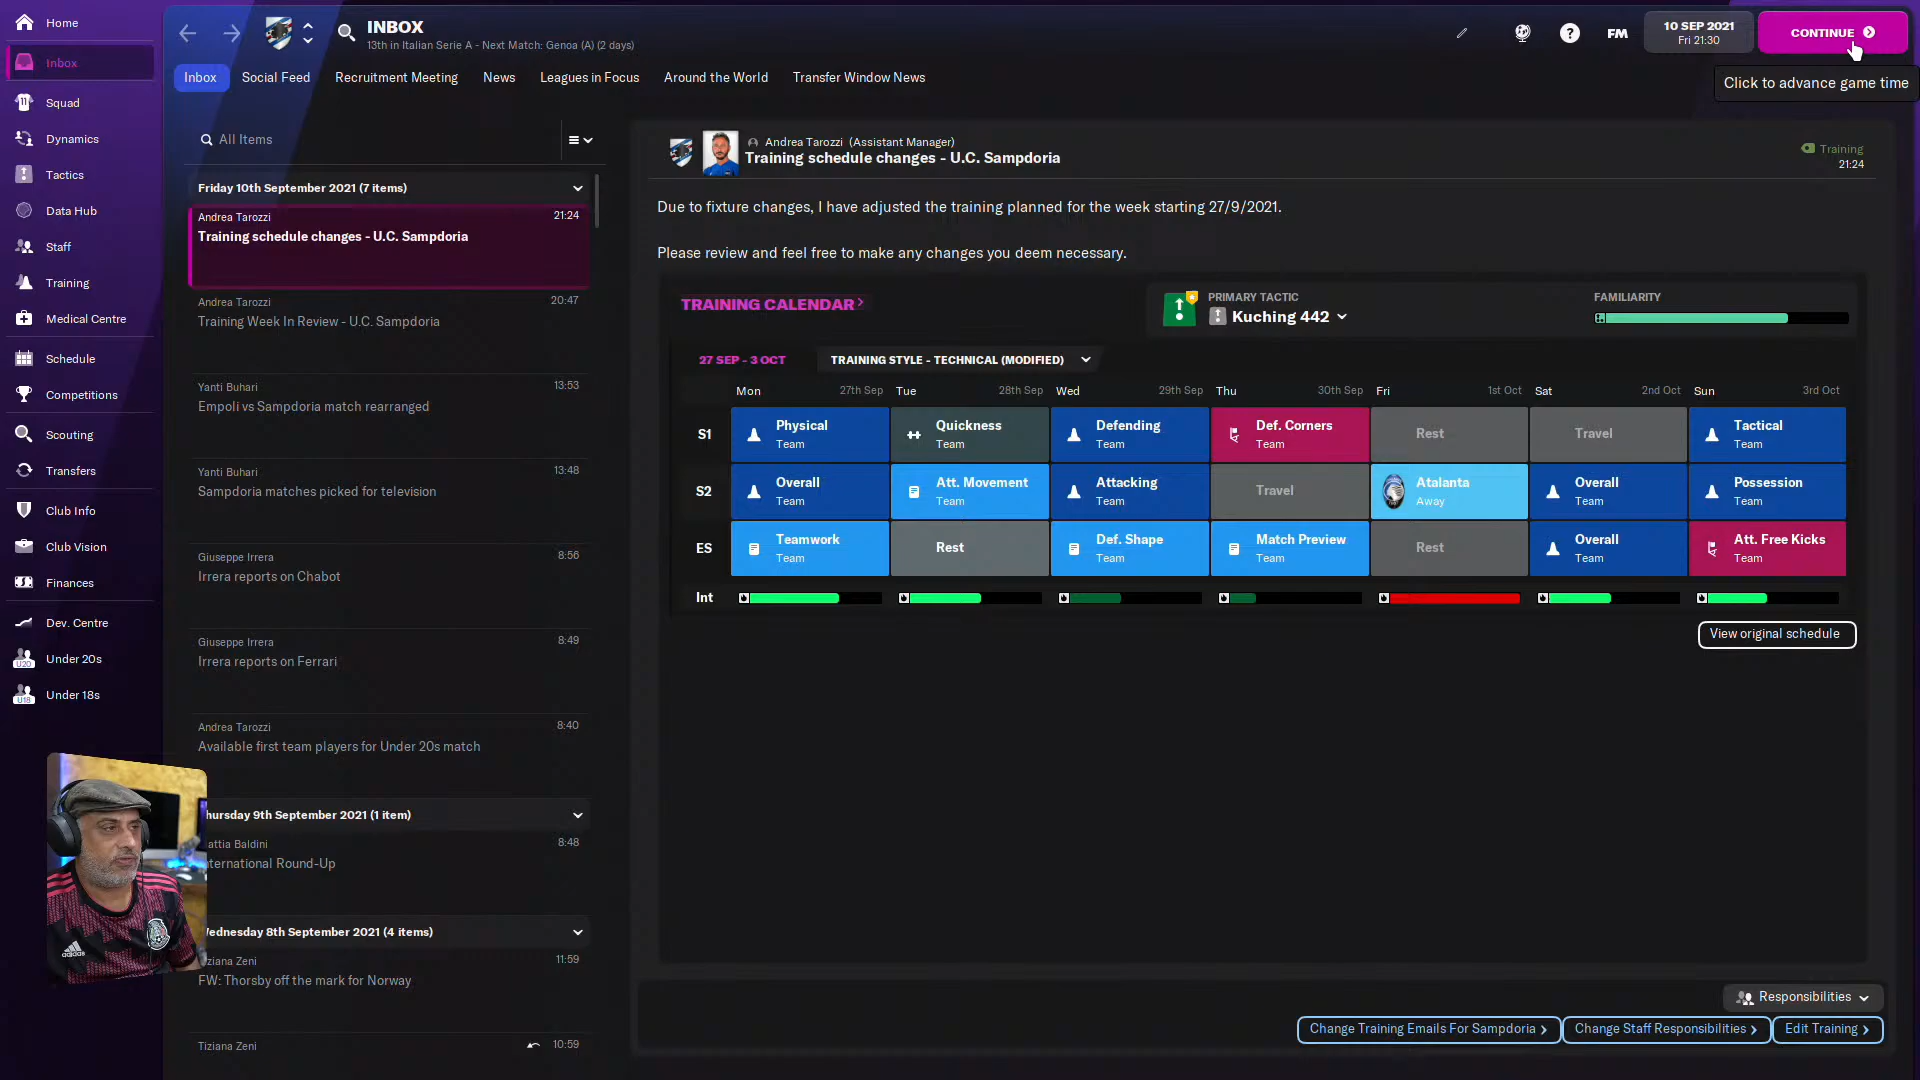 Home
Inbox
Squad
Dynamics
Tactics
Data Hub
Staff
Training
Medical Centre
Schedule
Competitions
Scouting
Transfers
Club Info
Club Vision
Finances
Dev. Centre
U20
Under 20s
U18
Under 18s
INBOX
13th in Italian Serie A - Next Match: Genoa (A) (2 days)
?
FM
10 SEP 2021
Fri 21:30
CONTINUE
Click to advance game time
Inbox
Social Feed
Recruitment Meeting
News
Leagues in Focus
Around the World
Transfer Window News
All Items
Friday 10th September 2021 (7 items)
Andrea Tarozzi 21:24
Training schedule changes - U.C. Sampdoria
Andrea Tarozzi 20:47
Training Week In Review - U.C. Sampdoria
Yanti Buhari 13:53
Empoli vs Sampdoria match rearranged
Yanti Buhari 13:48
Sampdoria matches picked for television
Giuseppe Irrera 8:56
Irrera reports on Chabot
Giuseppe Irrera 8:49
Irrera reports on Ferrari
Andrea Tarozzi 8:40
Available first team players for Under 20s match
hursday 9th September 2021 (1 item)
attia Baldini 8:48
nternational Round-Up
ednesday 8th September 2021 (4 items)
iziana Zeni 11:59
FW: Thorsby off the mark for Norway
Tiziana Zeni 10:59
Andrea Tarozzi (Assistant Manager)
Training schedule changes - U.C. Sampdoria
Training
21:24
Due to fixture changes, I have adjusted the training planned for the week starting 27/9/2021.
Please review and feel free to make any changes you deem necessary.
TRAINING CALENDAR
PRIMARY TACTIC
Kuching 442
FAMILIARITY
27 SEP - 3 OCT
TRAINING STYLE - TECHNICAL (MODIFIED)
Mon 27th Sep Tue 28th Sep Wed 29th Sep Thu 30th Sep Fri 1st Oct Sat 2nd Oct Sun 3rd Oct
S1
Physical Quickness Defending Def. Corners Rest Travel Tactical
Team Team Team Team Team
S2
Overall Att. Movement Attacking Travel Atalanta Overall Possession
Team Team Team Away Team Team
ES
Teamwork Rest Def. Shape Match Preview Rest Overall Att. Free Kicks
Team Team Team Team Team
Int
View original schedule
Responsibilities
Change Training Emails For Sampdoria
Change Staff Responsibilities
Edit Training
adidas